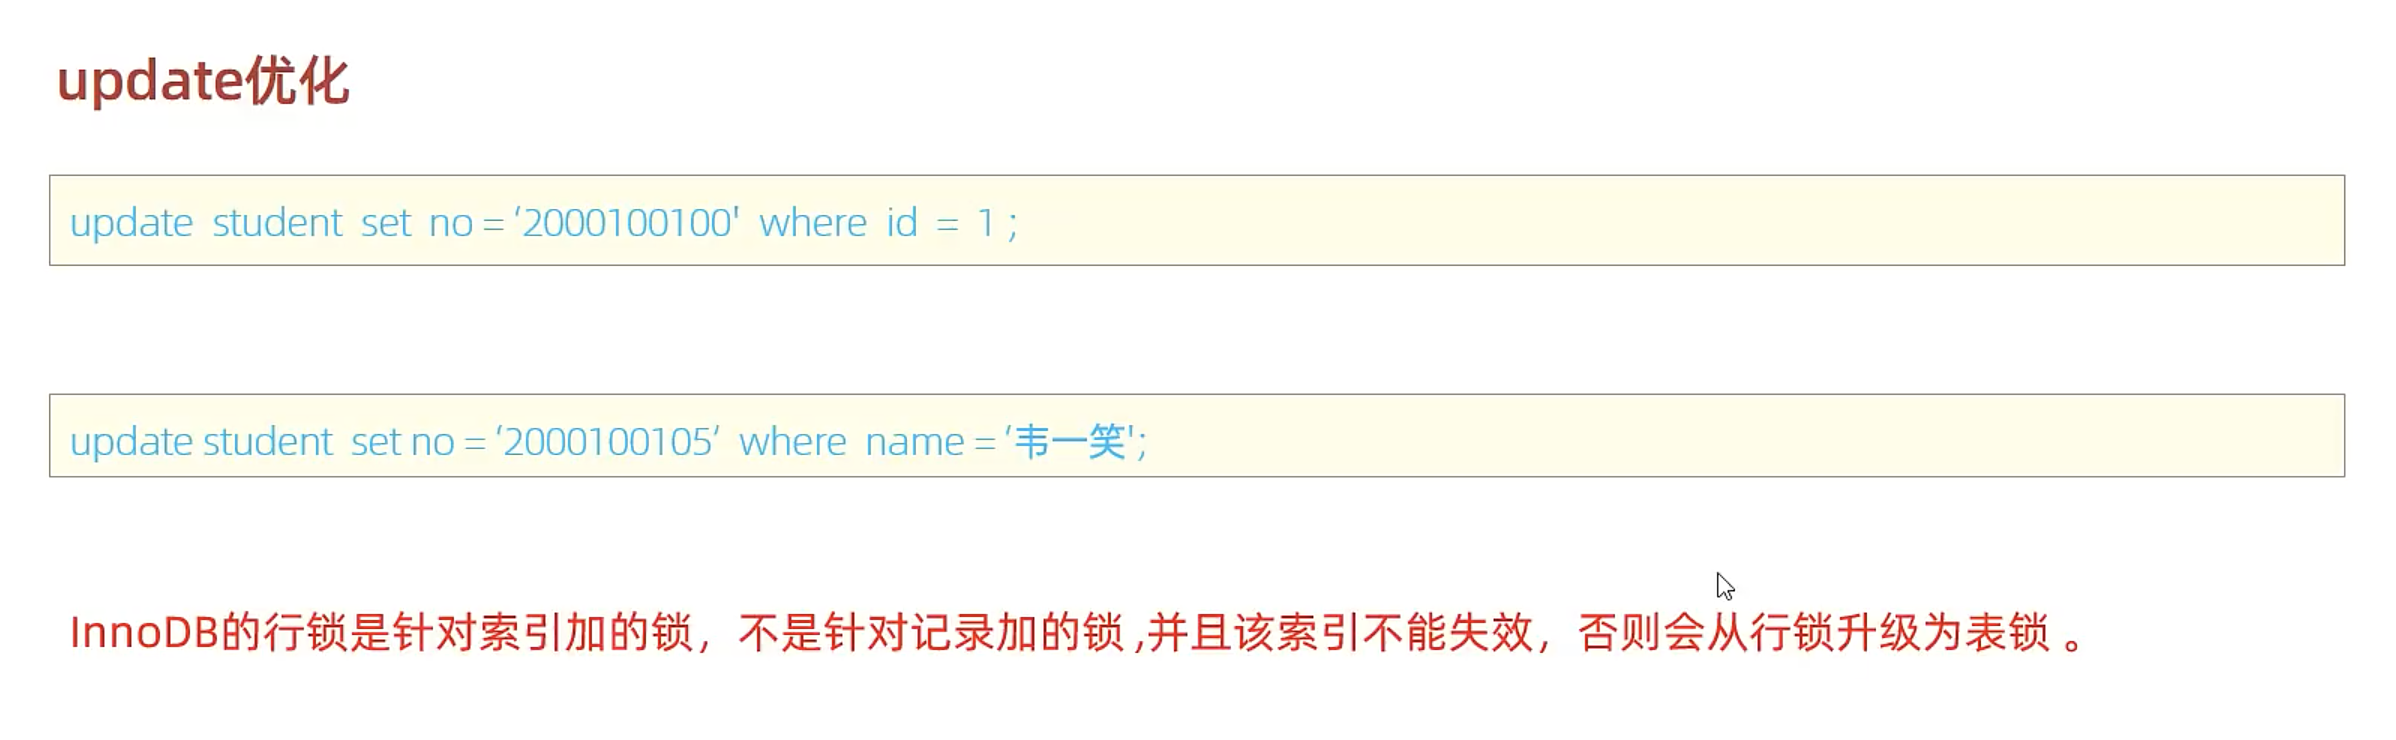 update优化
update student set no = ‘2000100100' where id = 1 ;
update student set no = ‘2000100105’ where name = ‘韦一笑';
InnoDB的行锁是针对索引加的锁，不是针对记录加的锁 ,并且该索引不能失效，否则会从行锁升级为表锁 。